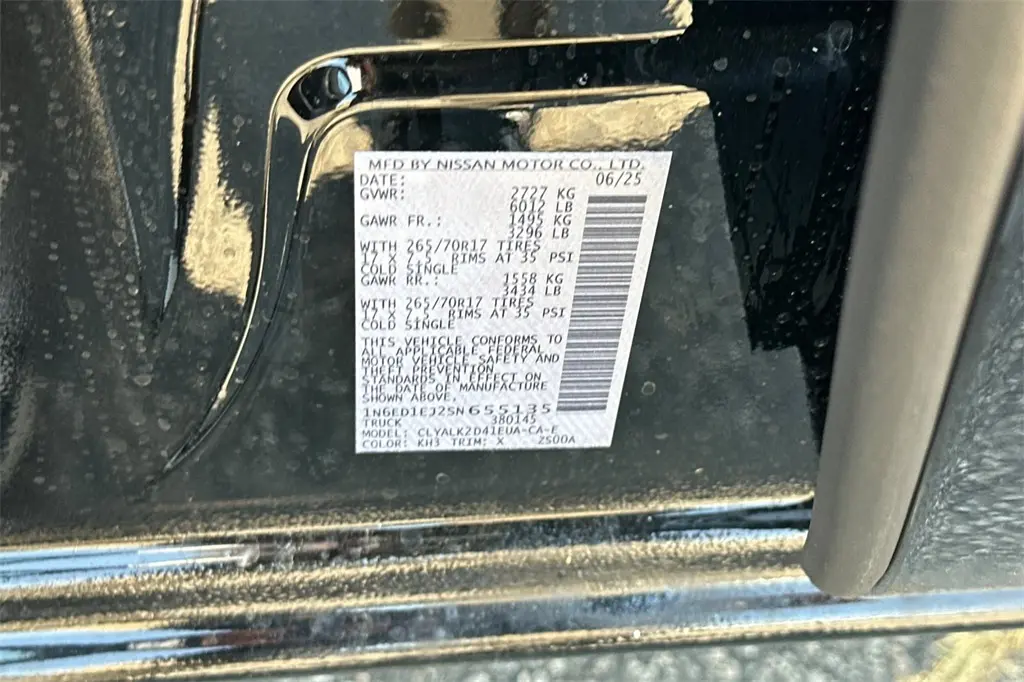 MFD BY NISSAN MOTOR CO., LTD.
DATE: 06/25
GVWR: 2727 KG
6012 LB
GAWR FR.: 1495 KG
3296 LB
WITH 265/70R17 TIRES
17 X 7.5 RIMS AT 35 PSI
COLD SINGLE
GAWR RR.: 1558 KG
3434 LB
WITH 265/70R17 TIRES
17 X 7.5 RIMS AT 35 PSI
COLD SINGLE
THIS VEHICLE CONFORMS TO
ALL APPLICABLE FEDERAL
MOTOR VEHICLE SAFETY AND
THEFT PREVENTION
STANDARDS IN EFFECT ON
THE DATE OF MANUFACTURE
SHOWN ABOVE.
1N6ED1EJ2SN655135
TRUCK 380145
MODEL: CLYALK2D41EUA-CA-E
COLOR: KH3 TRIM: X ZS00A